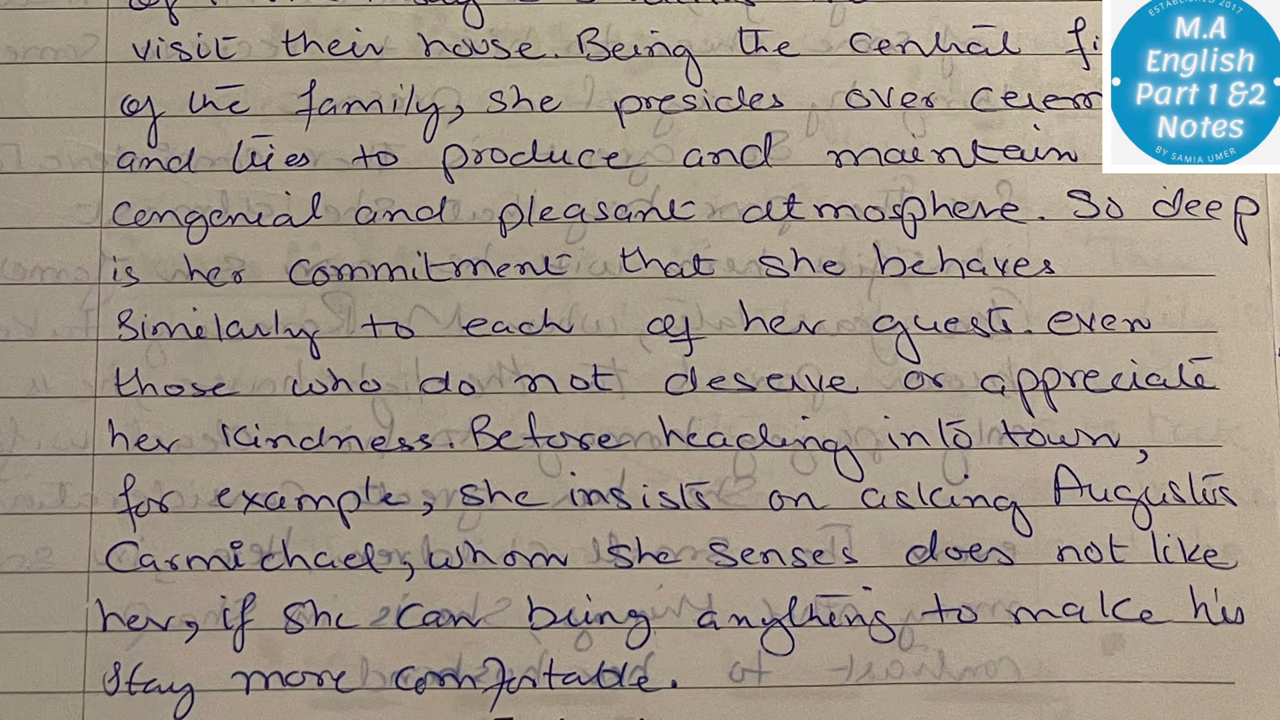 visit their house. Being the central
of the family, she presides over
and tries to produce and maintain
congenial and pleasant atmosphere. So deep
is her commitment that she behaves
Similarly to each of her guests. even
those who do not deserve or appreciate
her kindness. Before heading into town,
for example, she insists on asking Augustus
Carmichael, whom she senses does not like
her, if she can bring anything to make his
stay more comfortable.
ESTABLISHED 2017
M.A
English
Part 1 &2
Notes
BY SAMIA UMER